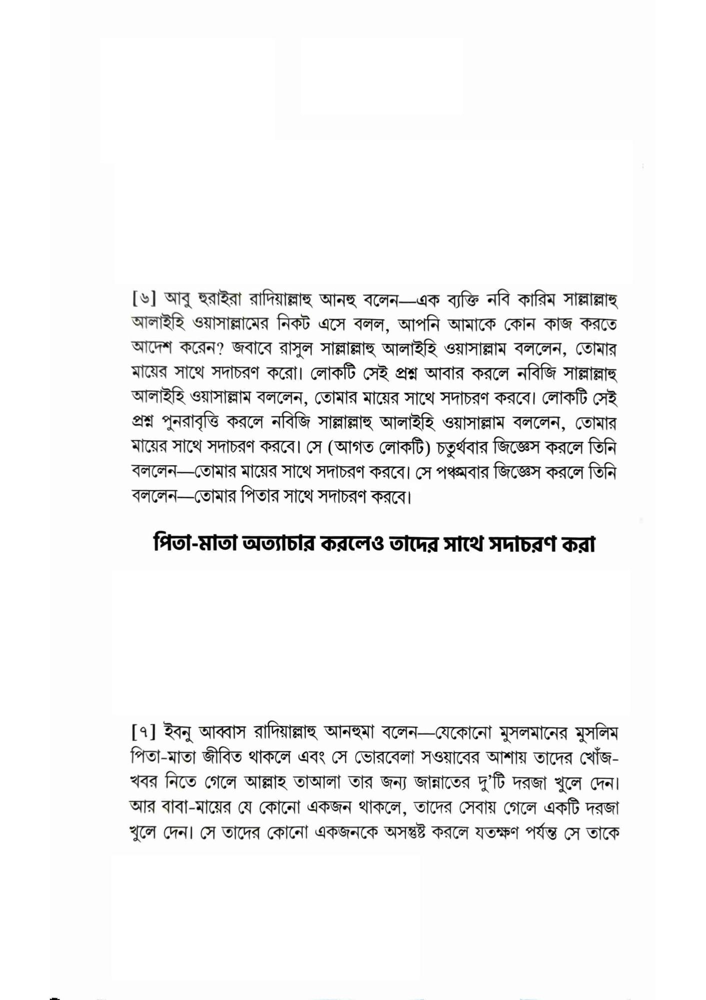 [৬] আবু হুরাইরা রাদিয়াল্লাহু আনহু বলেন—এক ব্যক্তি নবি কারিম সাল্লাল্লাহু
আলাইহি ওয়াসাল্লামের নিকট এসে বলল, আপনি আমাকে কোন কাজ করতে
আদেশ করেন? জবাবে রাসুল সাল্লাল্লাহু আলাইহি ওয়াসাল্লাম বললেন, তোমার
মায়ের সাথে সদাচরণ করো। লোকটি সেই প্রশ্ন আবার করলে নবিজি সাল্লাল্লাহু
আলাইহি ওয়াসাল্লাম বললেন, তোমার মায়ের সাথে সদাচরণ করবে। লোকটি সেই
প্রশ্ন পুনরাবৃত্তি করলে নবিজি সাল্লাল্লাহু আলাইহি ওয়াসাল্লাম বললেন, তোমার
মায়ের সাথে সদাচরণ করবে। সে (আগত লোকটি) চতুর্থবার জিজ্ঞেস করলে তিনি
বললেন—তোমার মায়ের সাথে সদাচরণ করবে। সে পঞ্চমবার জিজ্ঞেস করলে তিনি
বললেন—তোমার পিতার সাথে সদাচরণ করবে।
পিতা-মাতা অত্যাচার করলেও তাদের সাথে সদাচরণ করা
[৭] ইবনু আব্বাস রাদিয়াল্লাহু আনহুমা বলেন—যেকোনো মুসলমানের মুসলিম
পিতা-মাতা জীবিত থাকলে এবং সে ভোরবেলা সওয়াবের আশায় তাদের খোঁজ-
খবর নিতে গেলে আল্লাহ তাআলা তার জন্য জান্নাতের দু’টি দরজা খুলে দেন।
আর বাবা-মায়ের যে কোনো একজন থাকলে, তাদের সেবায় গেলে একটি দরজা
খুলে দেন। সে তাদের কোনো একজনকে অসন্তুষ্ট করলে যতক্ষণ পর্যন্ত সে তাকে